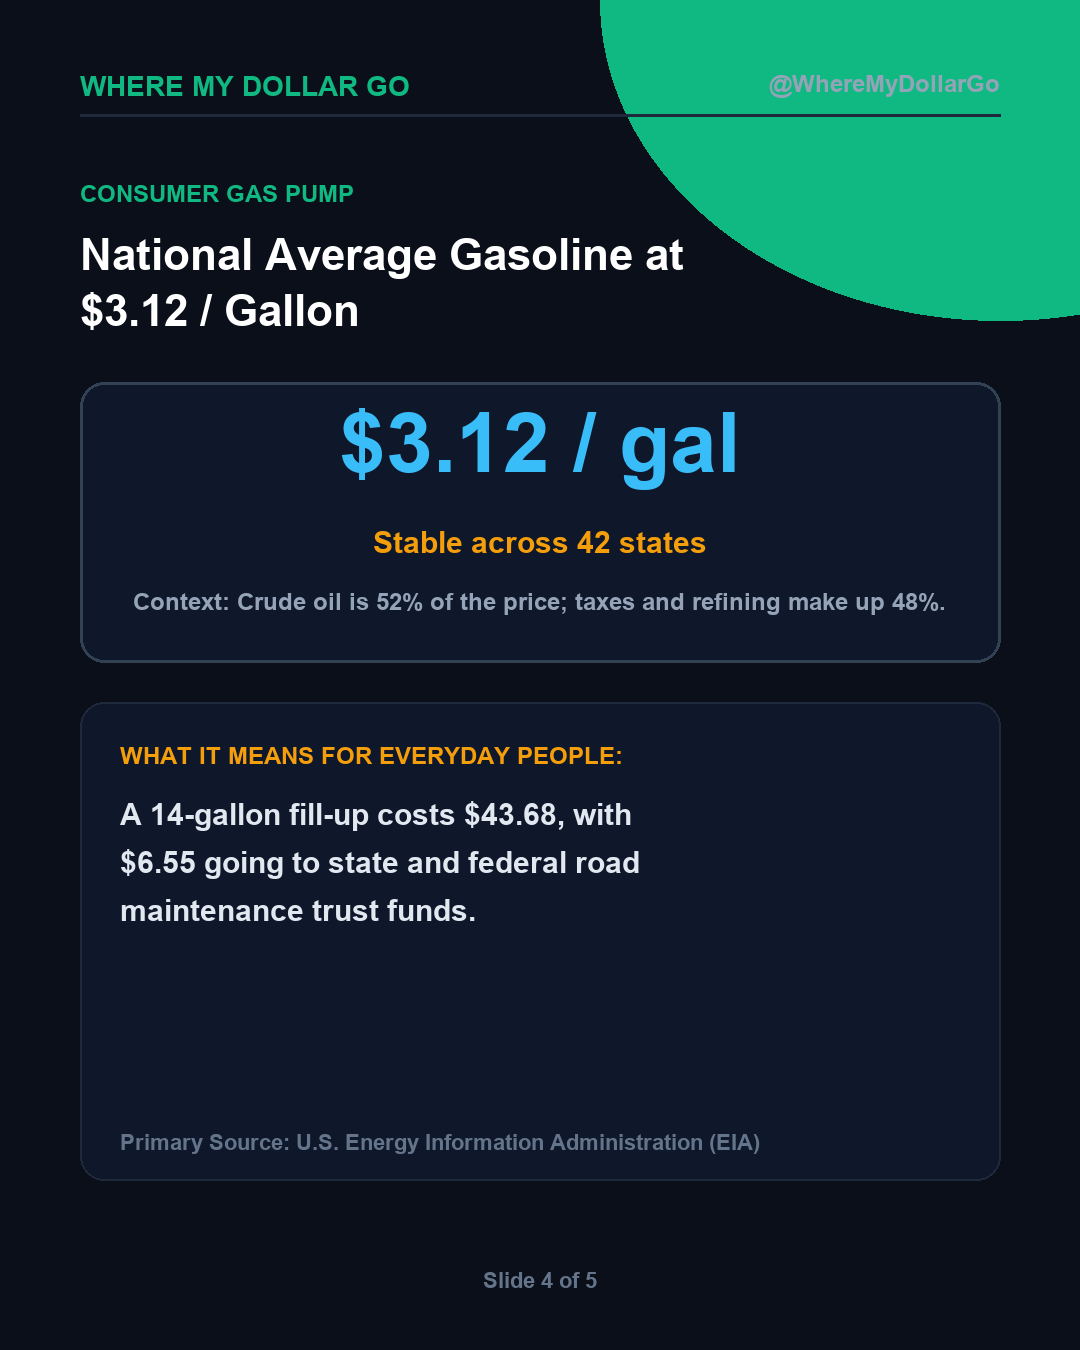 WHERE MY DOLLAR GO
@WhereMyDollarGo
CONSUMER GAS PUMP
National Average Gasoline at
$3.12 / Gallon
$3.12 / gal
Stable across 42 states
Context: Crude oil is 52% of the price; taxes and refining make up 48%.
WHAT IT MEANS FOR EVERYDAY PEOPLE:
A 14-gallon fill-up costs $43.68, with
$6.55 going to state and federal road
maintenance trust funds.
Primary Source: U.S. Energy Information Administration (EIA)
Slide 4 of 5